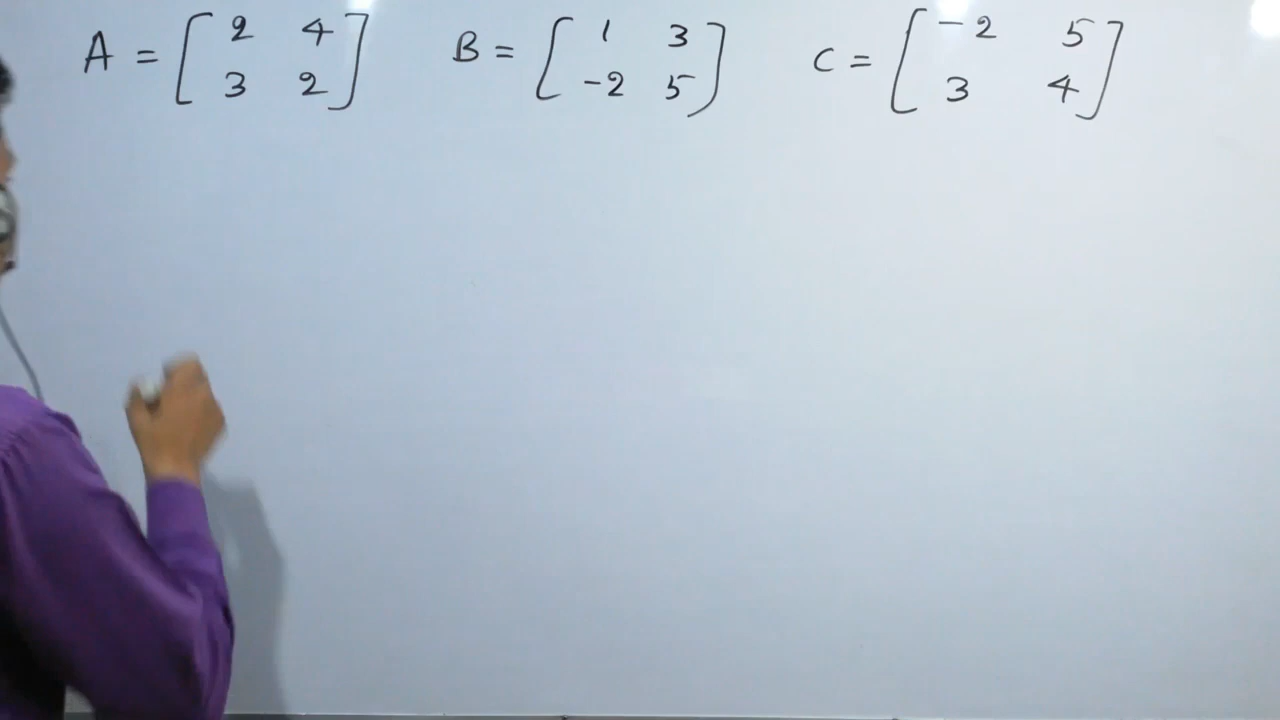 A = [ 2 4 B = [ 1 3 ] C = [ -2 5 ]
3 2 ] -2 5 3 4